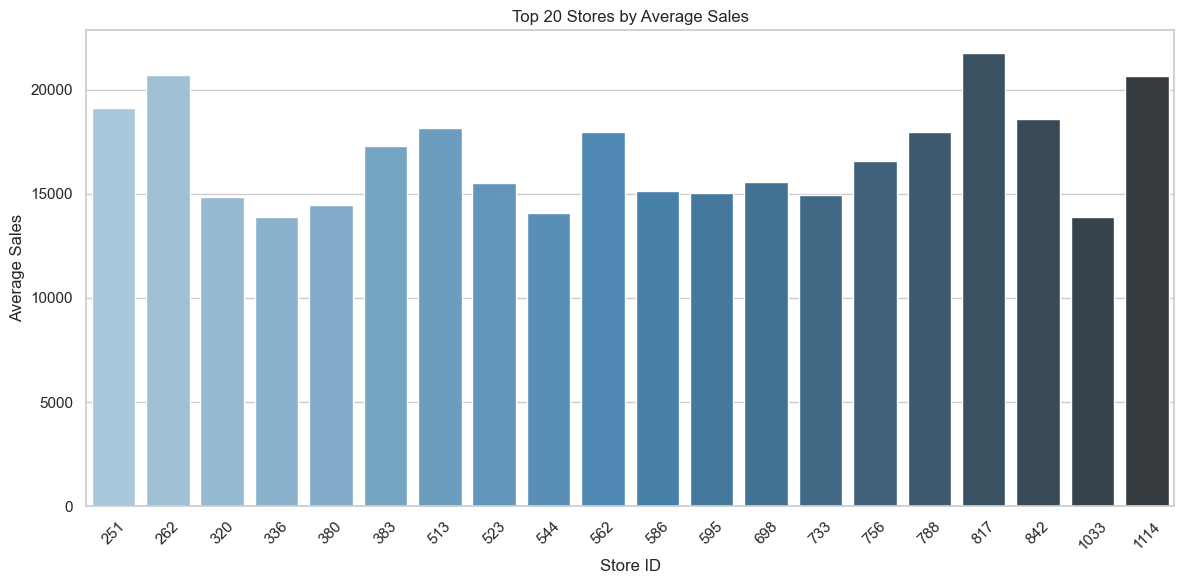 Top 20 Stores by Average Sales
Average Sales
20000
15000
10000
5000
0
251 262 320 336 380 383 513 523 544 562 586 595 698 733 756 788 817 842 1033 1114
Store ID